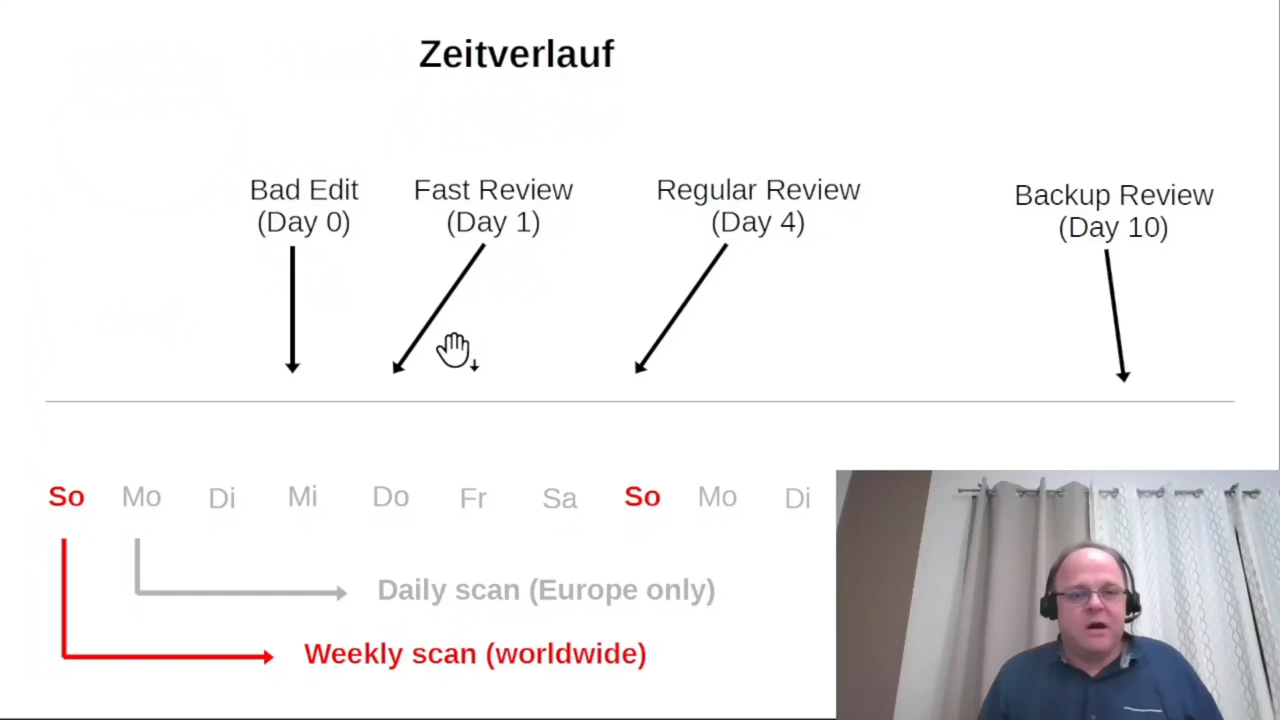 Zeitverlauf
Bad Edit
(Day 0)
Fast Review
(Day 1)
Regular Review
(Day 4)
Backup Review
(Day 10)
So Mo Di Mi Do Fr Sa So Mo Di
Daily scan (Europe only)
Weekly scan (worldwide)